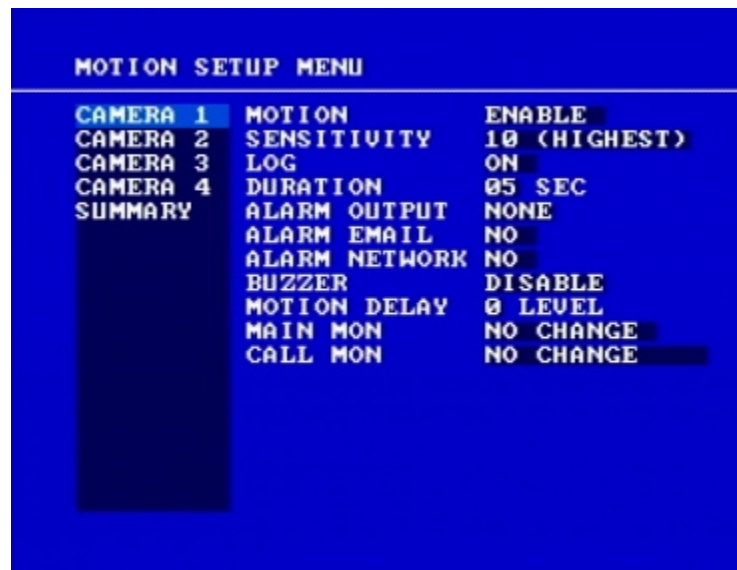 MOTION SETUP MENU
CAMERA 1 MOTION ENABLE
CAMERA 2 SENSITIVITY 10 (HIGHEST)
CAMERA 3 LOG ON
CAMERA 4 DURATION 05 SEC
SUMMARY ALARM OUTPUT NONE
ALARM EMAIL NO
ALARM NETWORK NO
BUZZER DISABLE
MOTION DELAY 0 LEVEL
MAIN MON NO CHANGE
CALL MON NO CHANGE